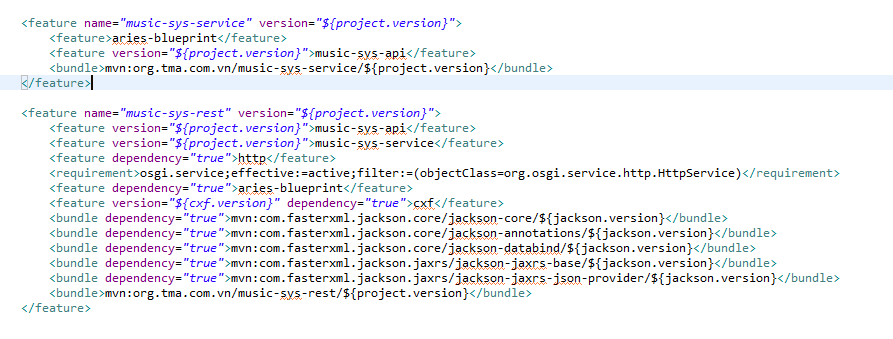 <feature name="music-sys-service" version="${project.version}">
<feature>aries-blueprint</feature>
<feature version="${project.version}">music-sys-api</feature>
<bundle>mvn:org.tma.com.vn/music-sys-service/${project.version}</bundle>
</feature>
<feature name="music-sys-rest" version="${project.version}">
<feature version="${project.version}">music-sys-api</feature>
<feature version="${project.version}">music-sys-service</feature>
<feature dependency="true">http</feature>
<requirement>osgi.service;effective:=active;filter:=(objectClass=org.osgi.service.http.HttpService)</requirement>
<feature dependency="true">aries-blueprint</feature>
<feature version="${cxf.version}" dependency="true">cxf</feature>
<bundle dependency="true">mvn:com.fasterxml.jackson.core/jackson-core/${jackson.version}</bundle>
<bundle dependency="true">mvn:com.fasterxml.jackson.core/jackson-annotations/${jackson.version}</bundle>
<bundle dependency="true">mvn:com.fasterxml.jackson.core/jackson-databind/${jackson.version}</bundle>
<bundle dependency="true">mvn:com.fasterxml.jackson.jaxrs/jackson-jaxrs-base/${jackson.version}</bundle>
<bundle dependency="true">mvn:com.fasterxml.jackson.jaxrs/jackson-jaxrs-json-provider/${jackson.version}</bundle>
<bundle>mvn:org.tma.com.vn/music-sys-rest/${project.version}</bundle>
</feature>